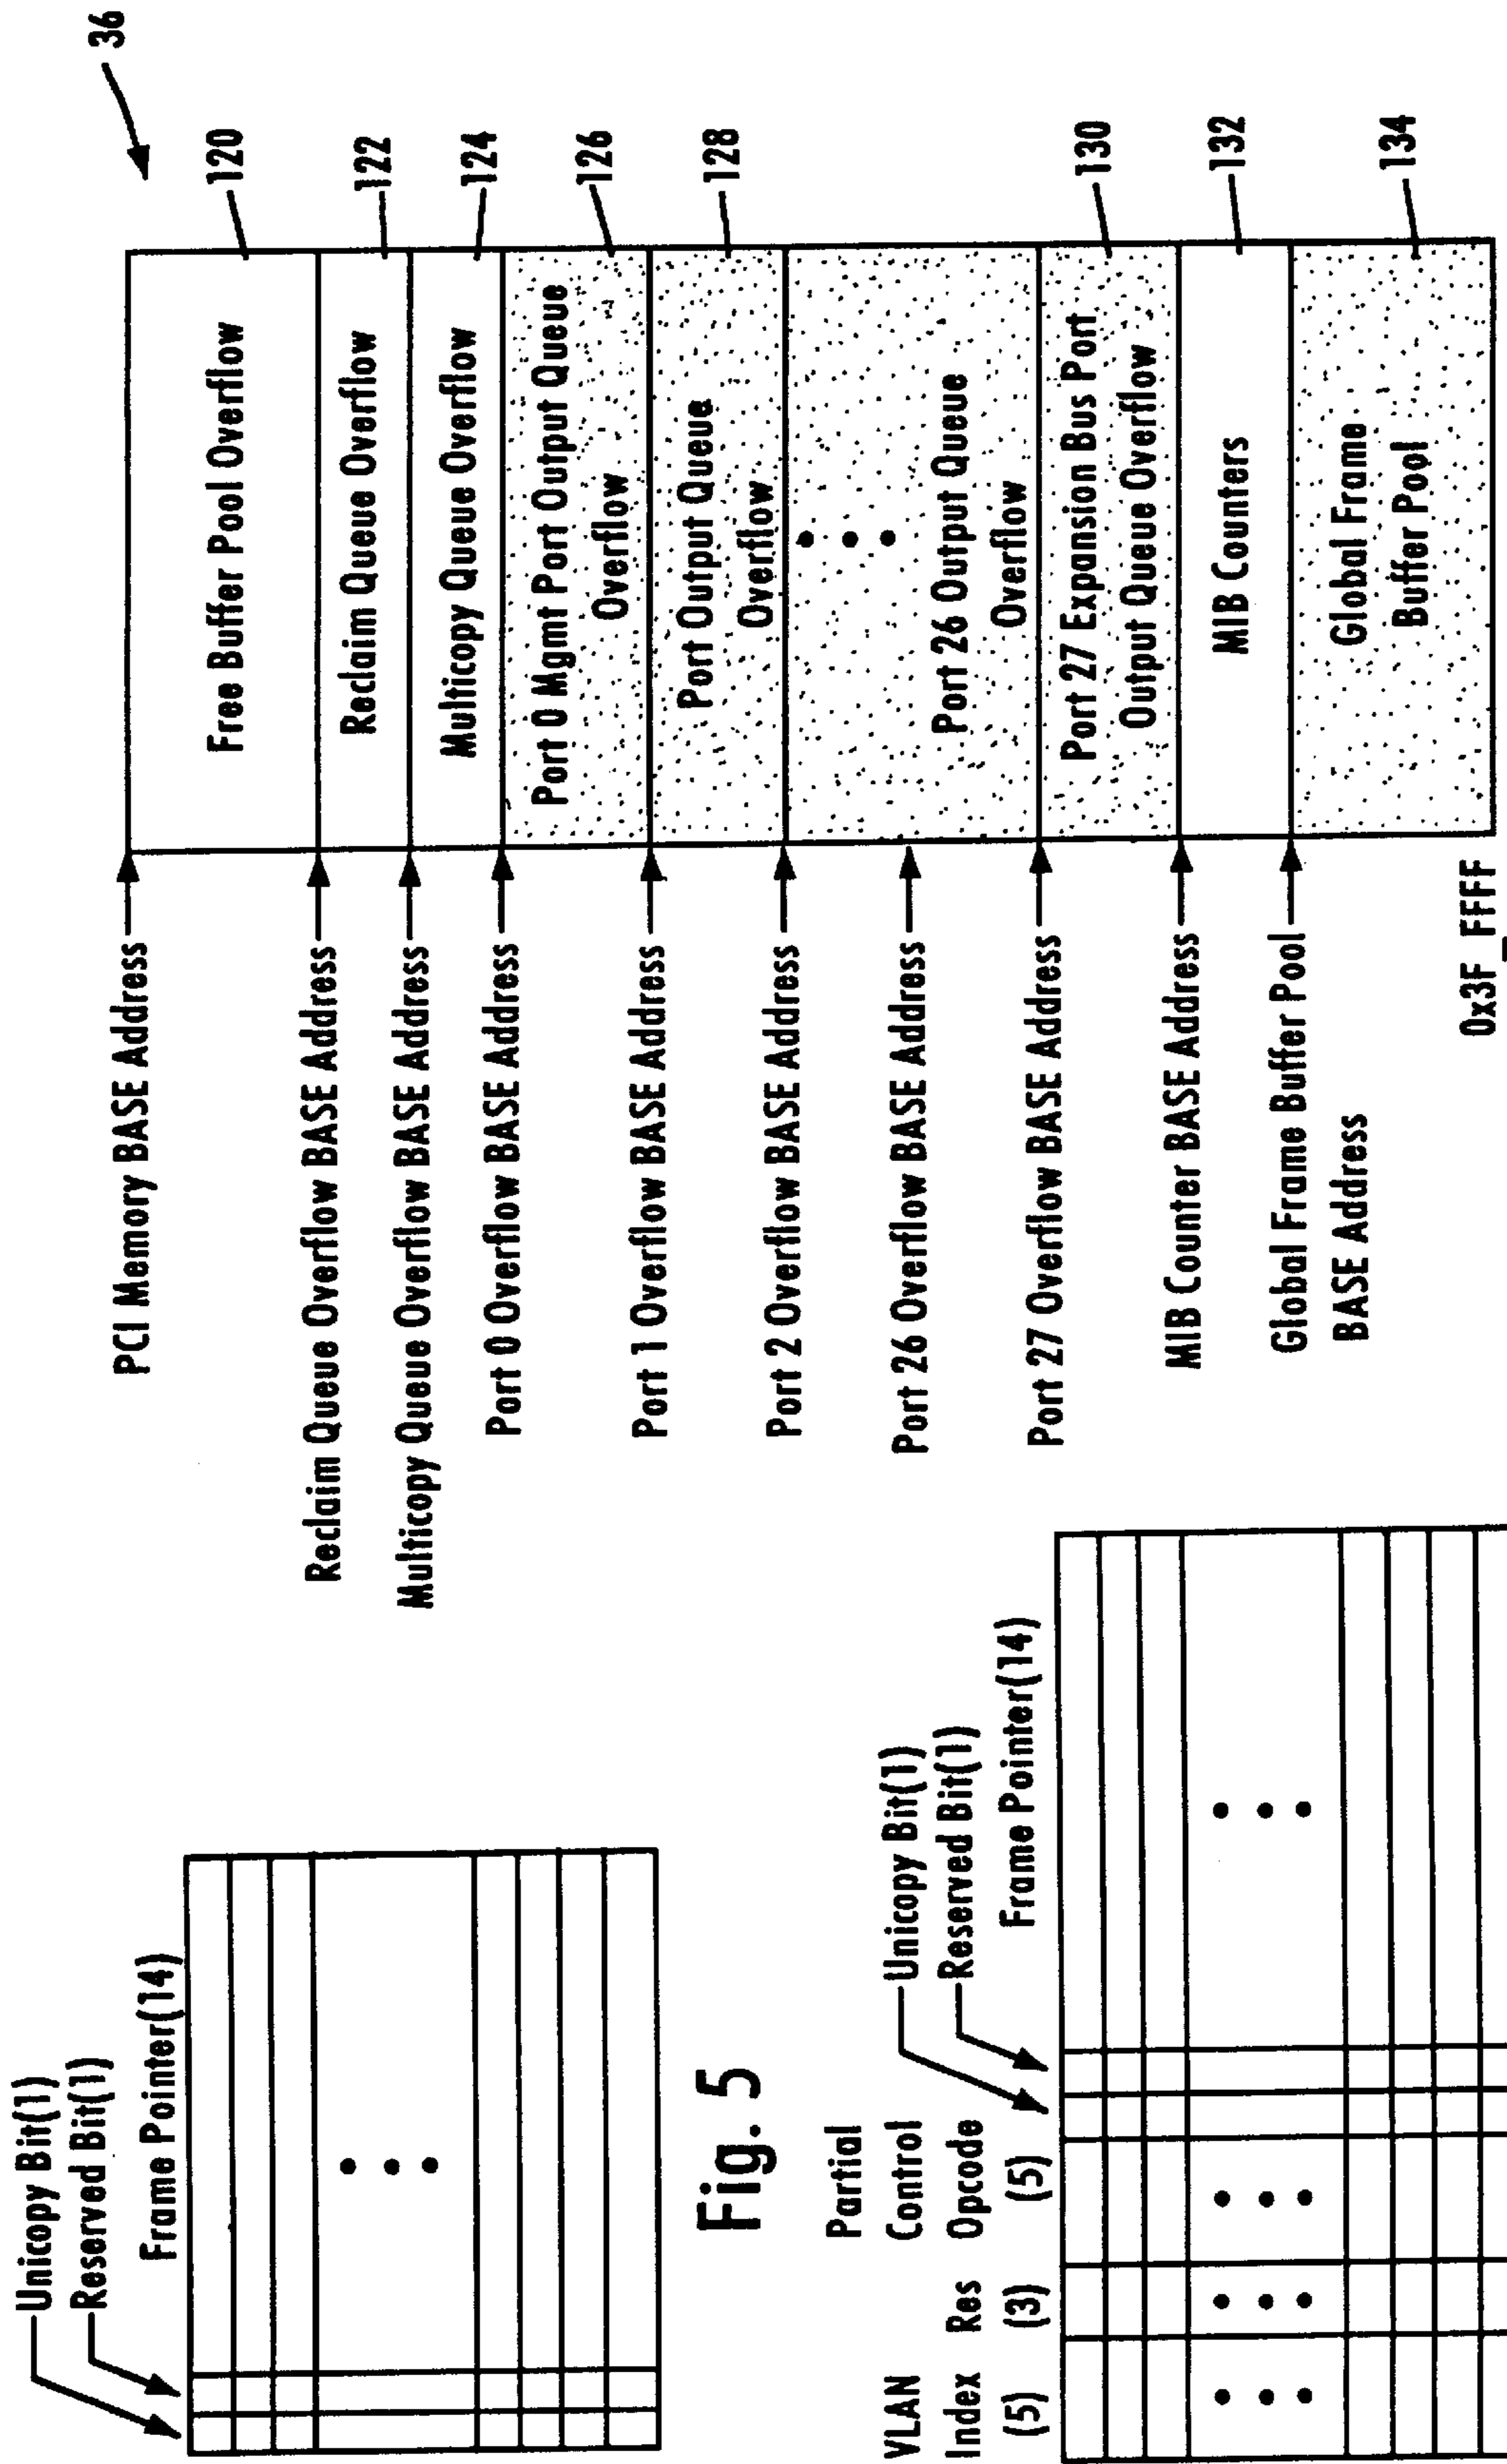 Unicopy Bit(1)
Reserved Bit(1)
Frame Pointer(14)
Fig. 5
VLAN
Index
(5)
Res
(3)
Partial
Control
Opcode
(5)
Unicopy Bit(1)
Reserved Bit(1)
Frame Pointer(14)
36
PCI Memory BASE Address
Free Buffer Pool Overflow
120
Reclaim Queue Overflow BASE Address
Reclaim Queue Overflow
122
Multicopy Queue Overflow BASE Address
Multicopy Queue Overflow
124
Port 0 Overflow BASE Address
Port 0 Mgmt Port Output Queue
Overflow
126
Port 1 Overflow BASE Address
Port Output Queue
Overflow
128
Port 2 Overflow BASE Address
Port 26 Overflow BASE Address
Port 26 Output Queue
Overflow
Port 27 Overflow BASE Address
Port 27 Expansion Bus Port
Output Queue Overflow
130
MIB Counter BASE Address
MIB Counters
132
Global Frame Buffer Pool
BASE Address
Global Frame
Buffer Pool
134
0x3F_FFFF